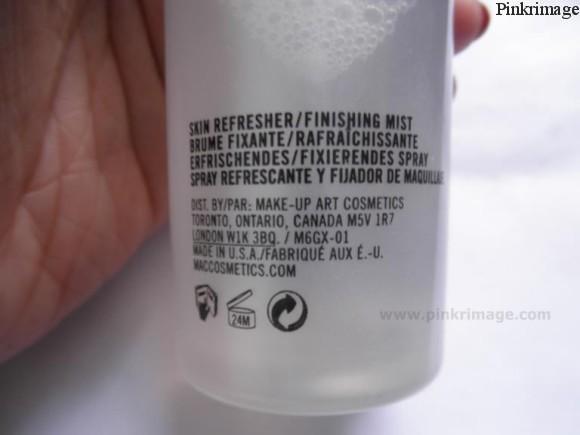 Pinkrimage
SKIN REFRESHER/FINISHING MIST
BRUME FIXANTE/RAFRAÎCHISSANTE
ERFRISCHENDES/FIXIERENDES SPRAY
SPRAY REFRESCANTE Y FIJADOR DE MAQUILLAJE
DIST. BY/PAR: MAKE-UP ART COSMETICS
TORONTO, ONTARIO, CANADA M5V 1R7
LONDON W1K 3BQ. / M6GX-01
MADE IN U.S.A./FABRIQUÉ AUX É.-U.
MACCOSMETICS.COM
24M
www.pinkrimage.com